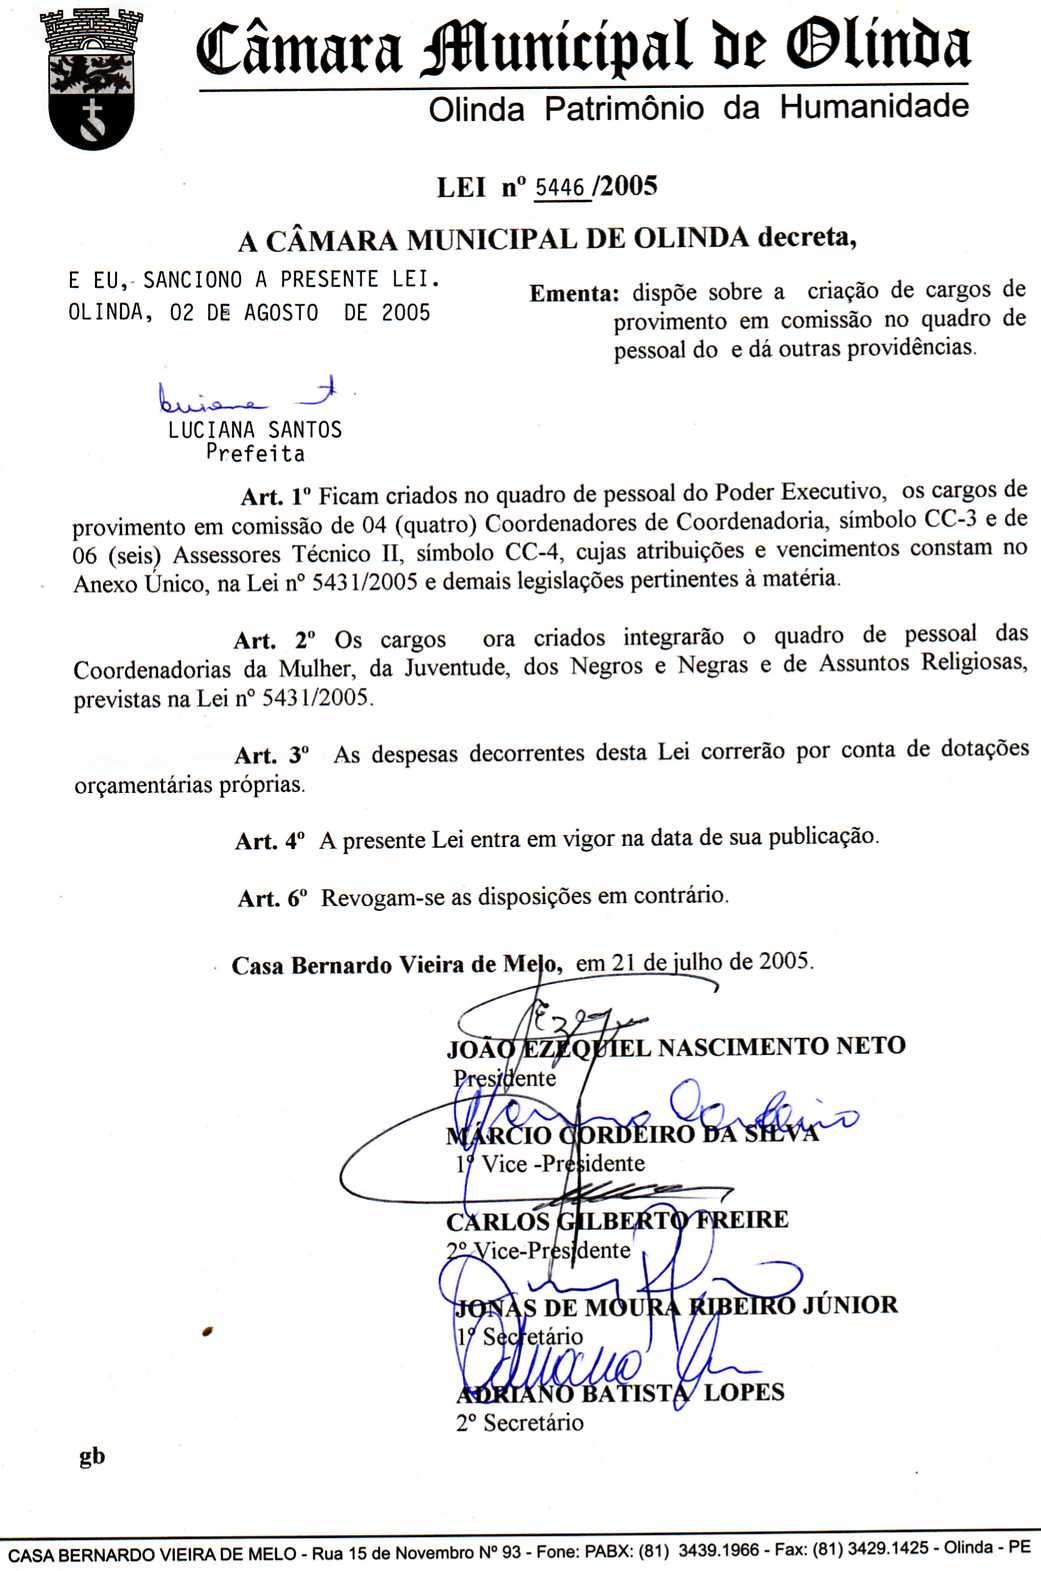 Câmara Municipal de Olinda
Olinda Patrimônio da Humanidade
LEI nº 5446/2005
A CÂMARA MUNICIPAL DE OLINDA decreta,
E EU, SANCIONO A PRESENTE LEI.
OLINDA, 02 DE AGOSTO DE 2005
Ementa: dispõe sobre a criação de cargos de
provimento em comissão no quadro de
pessoal do e dá outras providências.
LUCIANA SANTOS
Prefeita
Art. 1º Ficam criados no quadro de pessoal do Poder Executivo, os cargos de
provimento em comissão de 04 (quatro) Coordenadores de Coordenadoria, símbolo CC-3 e de
06 (seis) Assessores Técnico II, símbolo CC-4, cujas atribuições e vencimentos constam no
Anexo Único, na Lei nº 5431/2005 e demais legislações pertinentes à matéria.
Art. 2º Os cargos ora criados integrarão o quadro de pessoal das
Coordenadorias da Mulher, da Juventude, dos Negros e Negras e de Assuntos Religiosas,
previstas na Lei nº 5431/2005.
Art. 3º As despesas decorrentes desta Lei correrão por conta de dotações
orçamentárias próprias.
Art. 4º A presente Lei entra em vigor na data de sua publicação.
Art. 6º Revogam-se as disposições em contrário.
Casa Bernardo Vieira de Melo, em 21 de julho de 2005.
JOÃO EZEQUIEL NASCIMENTO NETO
Presidente
MÁRCIO CORDEIRO DA SILVA
1º Vice -Presidente
CARLOS GILBERTO FREIRE
2º Vice-Presidente
JONAS DE MOURA RIBEIRO JÚNIOR
1º Secretário
ADRIANO BATISTA LOPES
2º Secretário
gb
CASA BERNARDO VIEIRA DE MELO - Rua 15 de Novembro Nº 93 - Fone: PABX: (81) 3439.1966 - Fax: (81) 3429.1425 - Olinda - PE